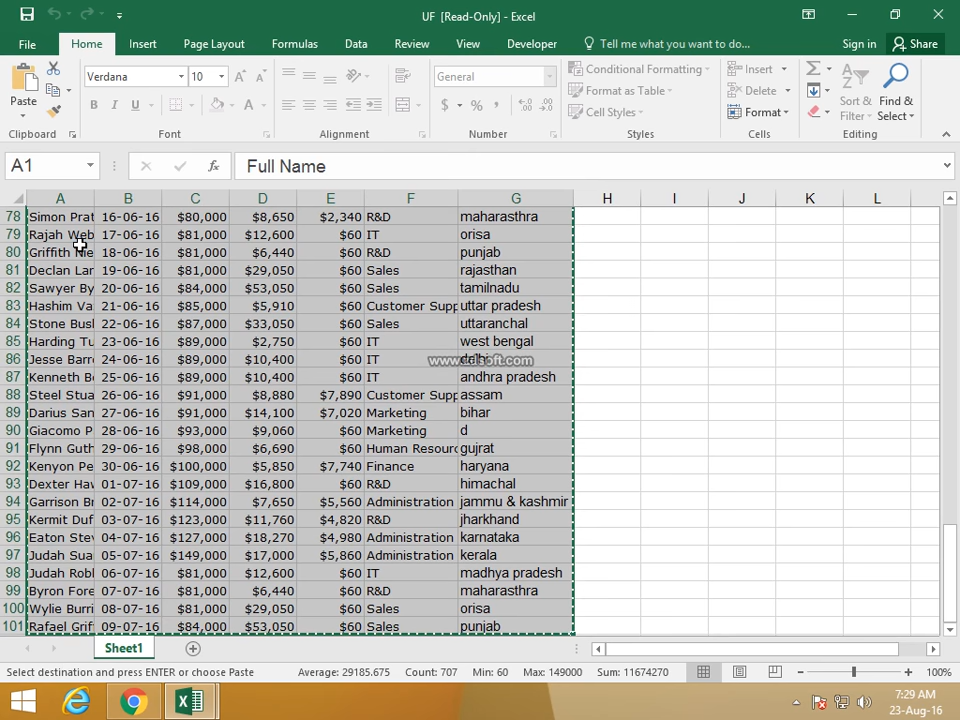 UF [Read-Only] - Excel
File Home Insert Page Layout Formulas Data Review View Developer Tell me what you want to do... Sign in Share
Paste
Clipboard
Verdana 10
B I U
Font
Alignment
General
$ % ,
Number
Conditional Formatting
Format as Table
Cell Styles
Styles
Insert
Delete
Format
Cells
Sort & Filter
Find & Select
Editing
A1 fx Full Name
A B C D E F G H I J K L
78 Simon Prat 16-06-16 $80,000 $8,650 $2,340 R&D maharasthra
79 Rajah Web 17-06-16 $81,000 $12,600 $60 IT orisa
80 Griffith Nie 18-06-16 $81,000 $6,440 $60 R&D punjab
81 Declan Lar 19-06-16 $81,000 $29,050 $60 Sales rajasthan
82 Sawyer By 20-06-16 $84,000 $53,050 $60 Sales tamilnadu
83 Hashim Va 21-06-16 $85,000 $5,910 $60 Customer Supp uttar pradesh
84 Stone Bush 22-06-16 $87,000 $33,050 $60 Sales uttaranchal
85 Harding Tu 23-06-16 $89,000 $2,750 $60 IT west bengal
86 Jesse Barr 24-06-16 $89,000 $10,400 $60 IT delhi
www.zdsoft.com
87 Kenneth Be 25-06-16 $89,000 $10,400 $60 IT andhra pradesh
88 Steel Stua 26-06-16 $91,000 $8,880 $7,890 Customer Supp assam
89 Darius San 27-06-16 $91,000 $14,100 $7,020 Marketing bihar
90 Giacomo P 28-06-16 $93,000 $9,060 $60 Marketing d
91 Flynn Guth 29-06-16 $98,000 $6,690 $60 Human Resourc gujrat
92 Kenyon Pe 30-06-16 $100,000 $5,850 $7,740 Finance haryana
93 Dexter Hav 01-07-16 $109,000 $16,800 $60 R&D himachal
94 Garrison Br 02-07-16 $114,000 $7,650 $5,560 Administration jammu & kashmir
95 Kermit Duf 03-07-16 $123,000 $11,760 $4,820 R&D jharkhand
96 Eaton Stev 04-07-16 $127,000 $18,270 $4,980 Administration karnataka
97 Judah Sua 05-07-16 $149,000 $17,000 $5,860 Administration kerala
98 Judah Robl 06-07-16 $81,000 $12,600 $60 IT madhya pradesh
99 Byron Fore 07-07-16 $81,000 $6,440 $60 R&D maharasthra
100 Wylie Burri 08-07-16 $81,000 $29,050 $60 Sales orisa
101 Rafael Grif 09-07-16 $84,000 $53,050 $60 Sales punjab
Sheet1
Select destination and press ENTER or choose Paste Average: 29185.675 Count: 707 Min: 60 Max: 149000 Sum: 11674270 100%
7:29 AM
23-Aug-16